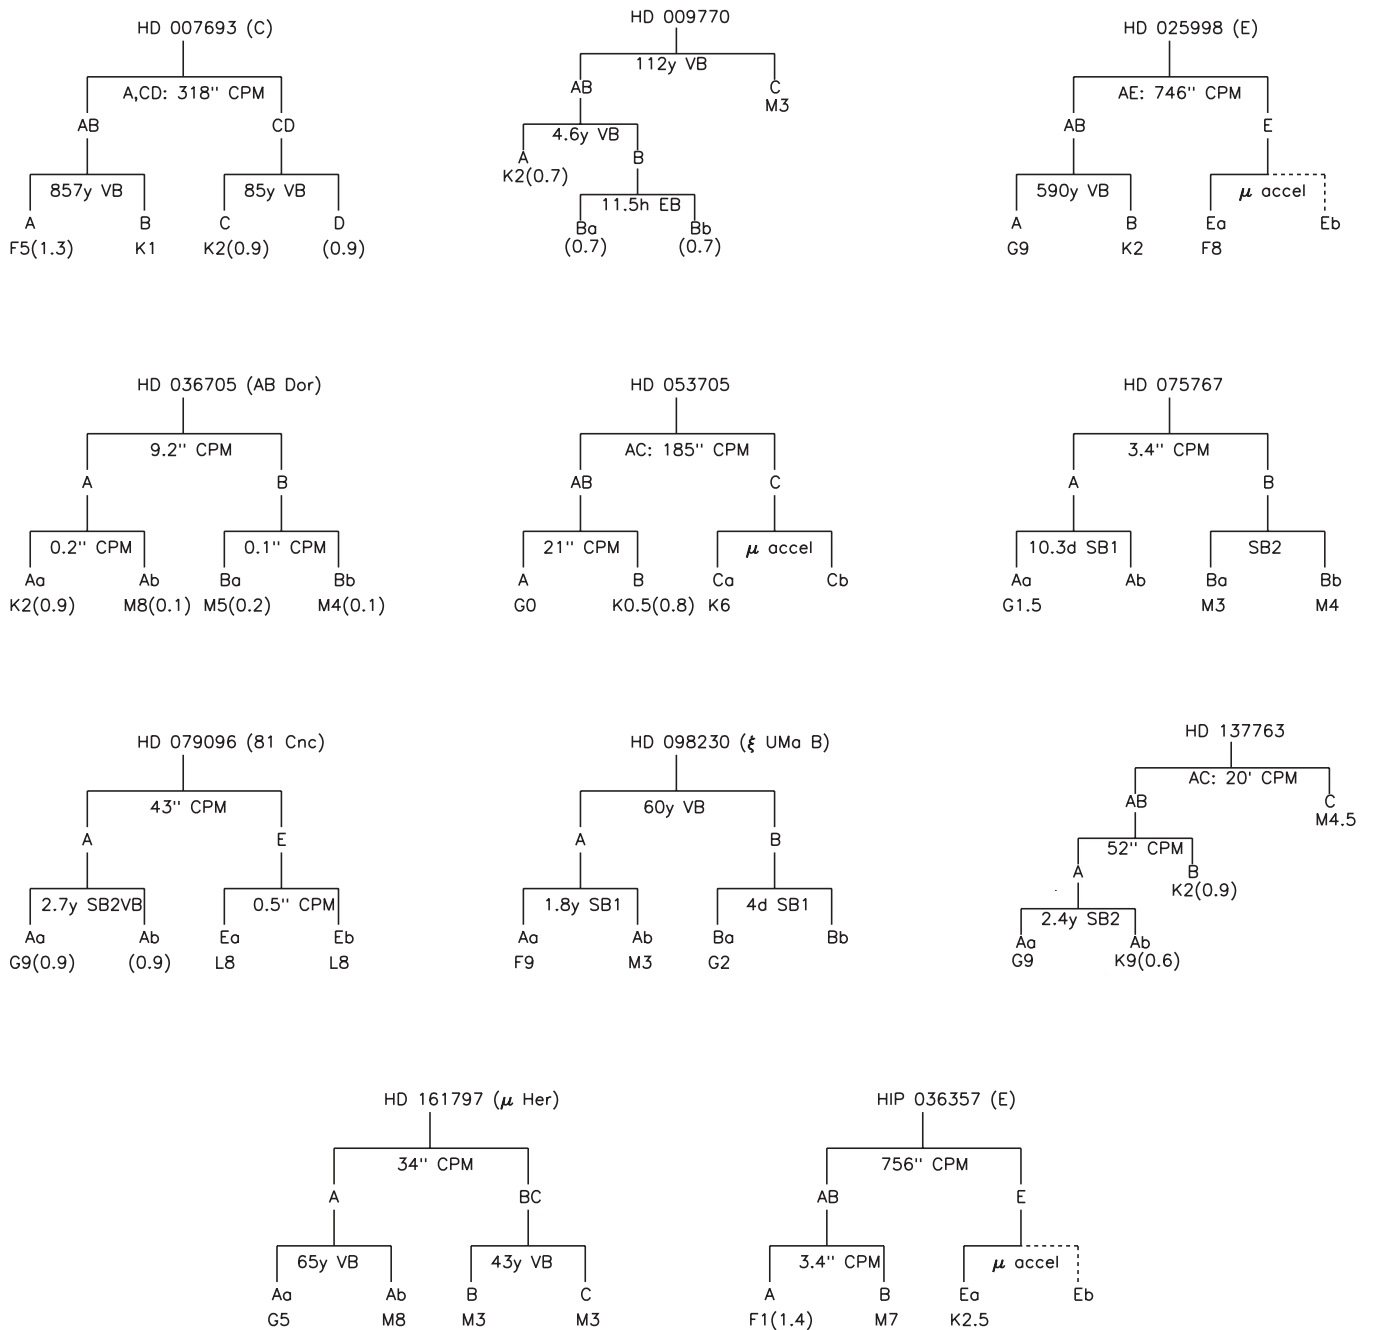 HD 007693 (C)
A,CD: 318" CPM
AB
CD
857y VB
85y VB
A
B
C
D
F5(1.3)
K1
K2(0.9)
(0.9)
HD 009770
112y VB
AB
C
M3
4.6y VB
A
B
K2(0.7)
11.5h EB
Ba
Bb
(0.7)
(0.7)
HD 025998 (E)
AE: 746" CPM
AB
E
590y VB
μ accel
A
B
Ea
Eb
G9
K2
F8
HD 036705 (AB Dor)
9.2" CPM
A
B
0.2" CPM
0.1" CPM
Aa
Ab
Ba
Bb
K2(0.9)
M8(0.1)
M5(0.2)
M4(0.1)
HD 053705
AC: 185" CPM
AB
C
21" CPM
μ accel
A
B
Ca
Cb
G0
K0.5(0.8)
K6
HD 075767
3.4" CPM
A
B
10.3d SB1
SB2
Aa
Ab
Ba
Bb
G1.5
M3
M4
HD 079096 (81 Cnc)
43" CPM
A
E
2.7y SB2VB
0.5" CPM
Aa
Ab
Ea
Eb
G9(0.9)
(0.9)
L8
L8
HD 098230 (ξ UMa B)
60y VB
A
B
1.8y SB1
4d SB1
Aa
Ab
Ba
Bb
F9
M3
G2
HD 137763
AC: 20' CPM
AB
C
M4.5
52" CPM
A
B
K2(0.9)
2.4y SB2
Aa
Ab
G9
K9(0.6)
HD 161797 (μ Her)
34" CPM
A
BC
65y VB
43y VB
Aa
Ab
B
C
G5
M8
M3
M3
HIP 036357 (E)
756" CPM
AB
E
3.4" CPM
μ accel
A
B
Ea
Eb
F1(1.4)
M7
K2.5